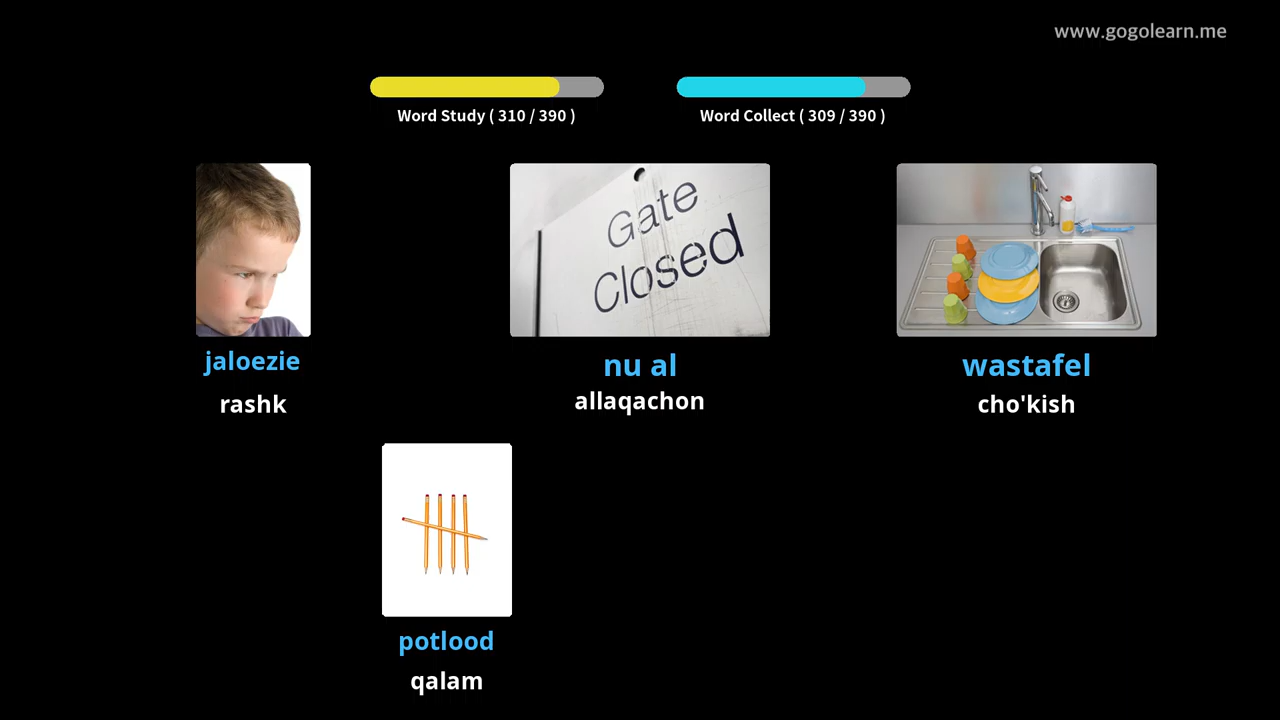 www.gogolearn.me
Word Study ( 310 / 390 )
Word Collect ( 309 / 390 )
Gate
Closed
jaloezie
nu al
wastafel
rashk
allaqachon
cho'kish
potlood
qalam